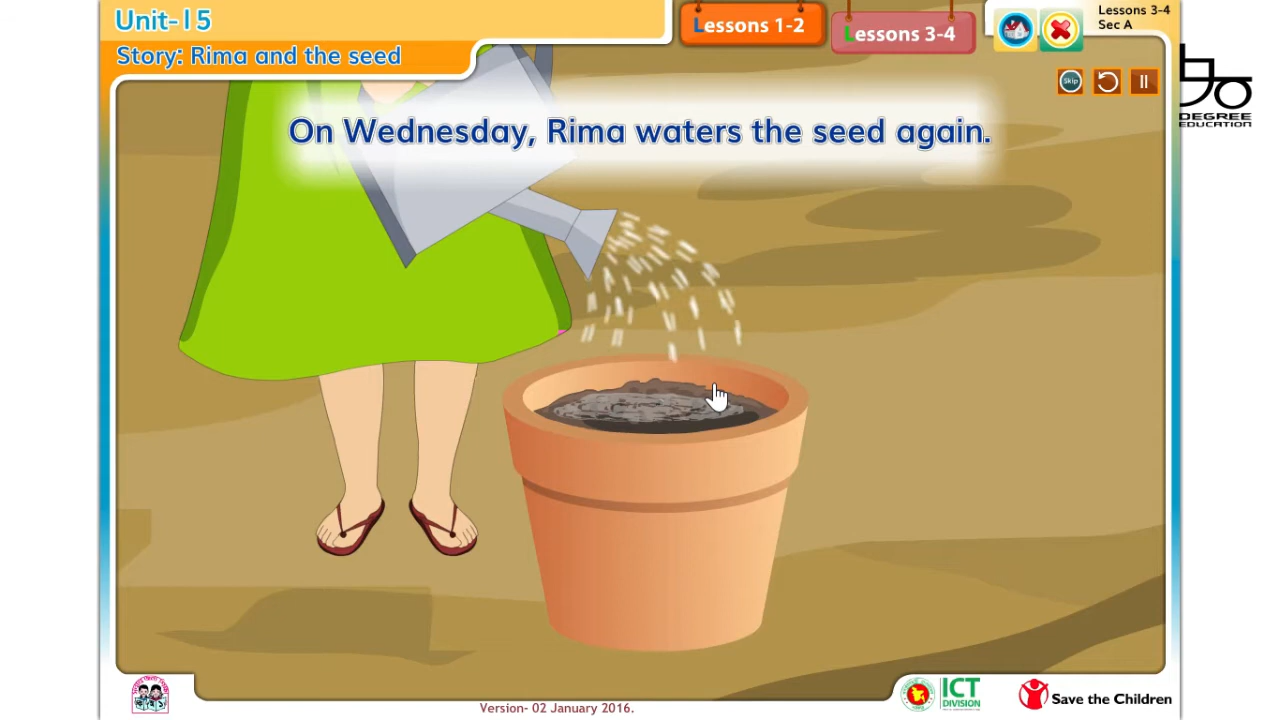 Unit-15
Story: Rima and the seed
Lessons 1-2
Lessons 3-4
Lessons 3-4
Sec A
Skip
DEGREE
EDUCATION
On Wednesday, Rima waters the seed again.
Version- 02 January 2016.
ICT
DIVISION
Save the Children